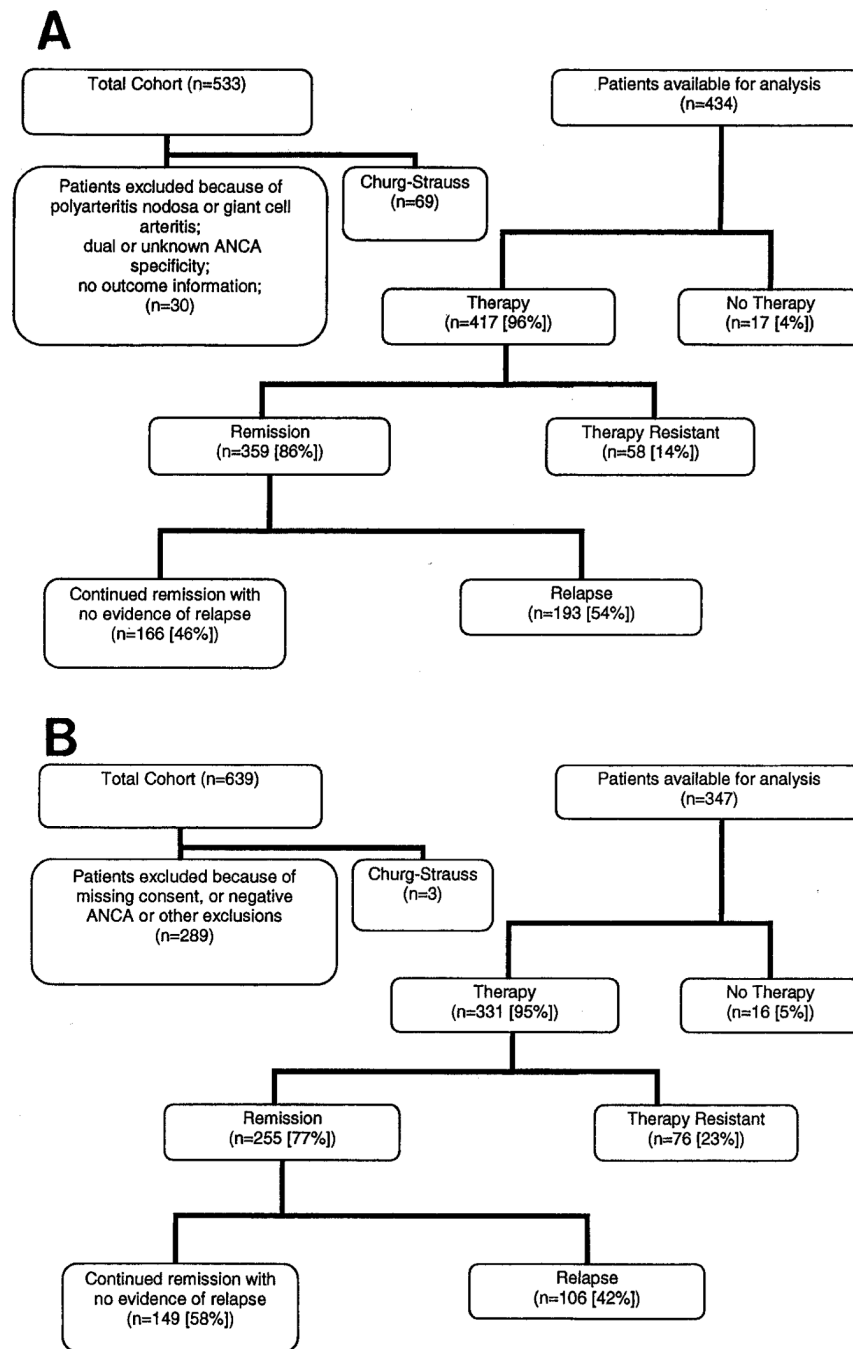 A
Total Cohort (n=533)
Patients available for analysis
(n=434)
Patients excluded because of
polyarteritis nodosa or giant cell
arteritis;
dual or unknown ANCA
specificity;
no outcome information;
(n=30)
Churg-Strauss
(n=69)
Therapy
(n=417 [96%])
No Therapy
(n=17 [4%])
Remission
(n=359 [86%])
Therapy Resistant
(n=58 [14%])
Continued remission with
no evidence of relapse
(n=166 [46%])
Relapse
(n=193 [54%])
B
Total Cohort (n=639)
Patients available for analysis
(n=347)
Patients excluded because of
missing consent, or negative
ANCA or other exclusions
(n=289)
Churg-Strauss
(n=3)
Therapy
(n=331 [95%])
No Therapy
(n=16 [5%])
Remission
(n=255 [77%])
Therapy Resistant
(n=76 [23%])
Continued remission with
no evidence of relapse
(n=149 [58%])
Relapse
(n=106 [42%])